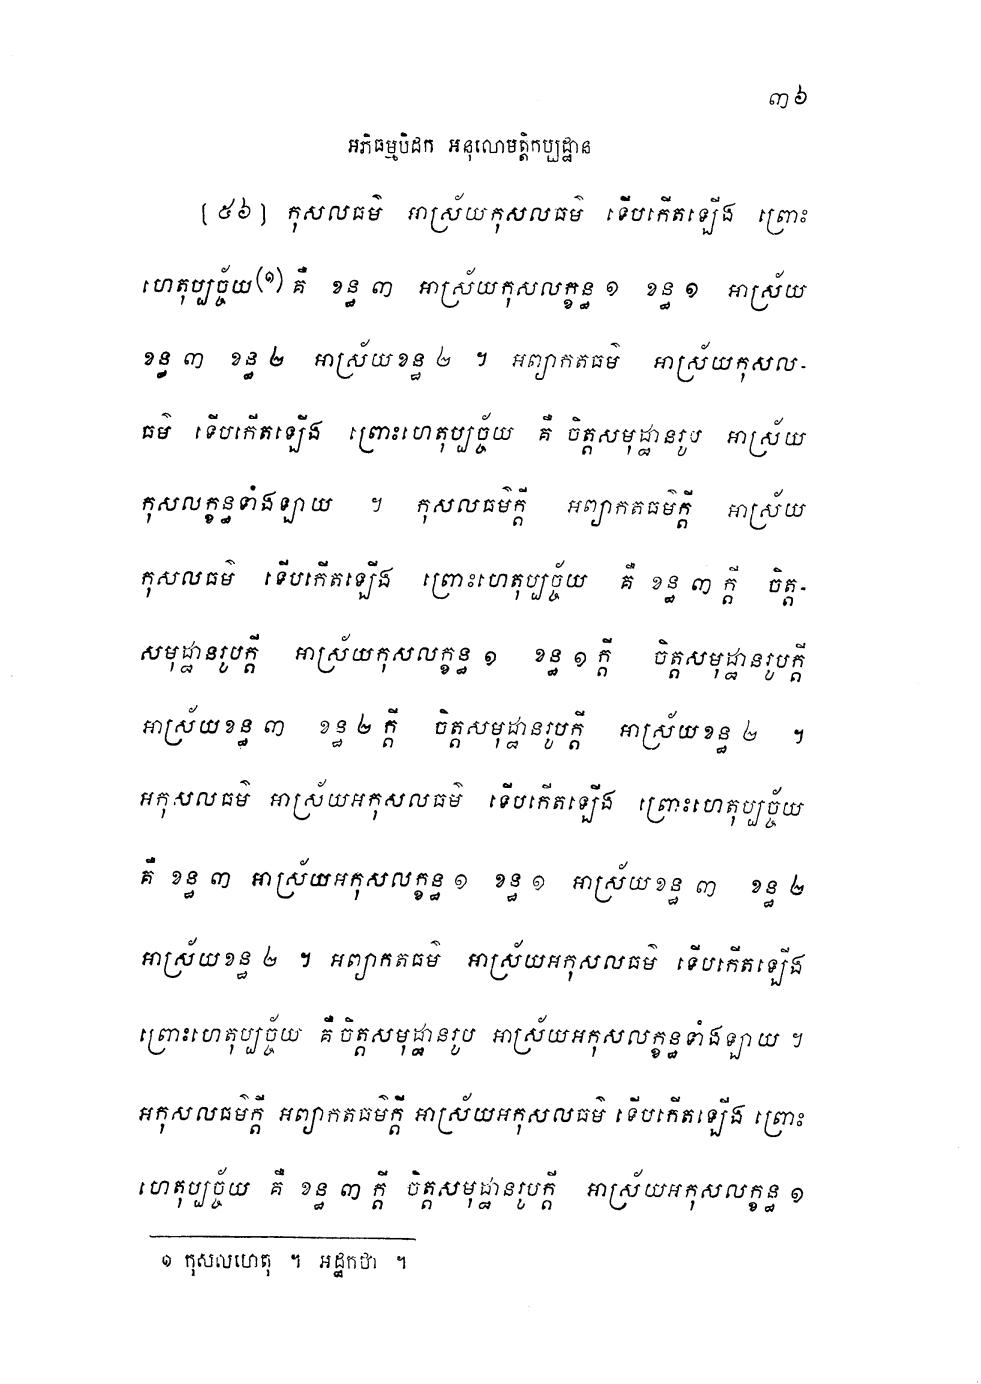 ៣៦
អភិធម្មបិដក អនុលោមត្តិកប្បដ្ឋាន
[៥៦] កុសលធម៌ អាស្រ័យកុសលធម៌ ទើបកើតឡើង ព្រោះ
ហេតុប្បច្ច័យ(១) គឺ ខន្ធ ៣ អាស្រ័យកុសលក្ខន្ធ ១ ខន្ធ ១ អាស្រ័យ
ខន្ធ ៣ ខន្ធ ២ អាស្រ័យខន្ធ ២ ។ អព្យាកតធម៌ អាស្រ័យកុសល-
ធម៌ ទើបកើតឡើង ព្រោះហេតុប្បច្ច័យ គឺ ចិត្តសមុដ្ឋានរូប អាស្រ័យ
កុសលក្ខន្ធទាំងឡាយ ។ កុសលធម៌ក្តី អព្យាកតធម៌ក្តី អាស្រ័យ
កុសលធម៌ ទើបកើតឡើង ព្រោះហេតុប្បច្ច័យ គឺ ខន្ធ ៣ ក្តី ចិត្ត-
សមុដ្ឋានរូបក្តី អាស្រ័យកុសលក្ខន្ធ ១ ខន្ធ ១ ក្តី ចិត្តសមុដ្ឋានរូបក្តី
អាស្រ័យខន្ធ ៣ ខន្ធ ២ ក្តី ចិត្តសមុដ្ឋានរូបក្តី អាស្រ័យខន្ធ ២ ។
អកុសលធម៌ អាស្រ័យអកុសលធម៌ ទើបកើតឡើង ព្រោះហេតុប្បច្ច័យ
គឺ ខន្ធ ៣ អាស្រ័យអកុសលក្ខន្ធ ១ ខន្ធ ១ អាស្រ័យខន្ធ ៣ ខន្ធ ២
អាស្រ័យខន្ធ ២ ។ អព្យាកតធម៌ អាស្រ័យអកុសលធម៌ ទើបកើតឡើង
ព្រោះហេតុប្បច្ច័យ គឺ ចិត្តសមុដ្ឋានរូប អាស្រ័យអកុសលក្ខន្ធទាំងឡាយ ។
អកុសលធម៌ក្តី អព្យាកតធម៌ក្តី អាស្រ័យអកុសលធម៌ ទើបកើតឡើង ព្រោះ
ហេតុប្បច្ច័យ គឺ ខន្ធ ៣ ក្តី ចិត្តសមុដ្ឋានរូបក្តី អាស្រ័យអកុសលក្ខន្ធ ១
១ កុសលហេតុ ។ អដ្ឋកថា ។